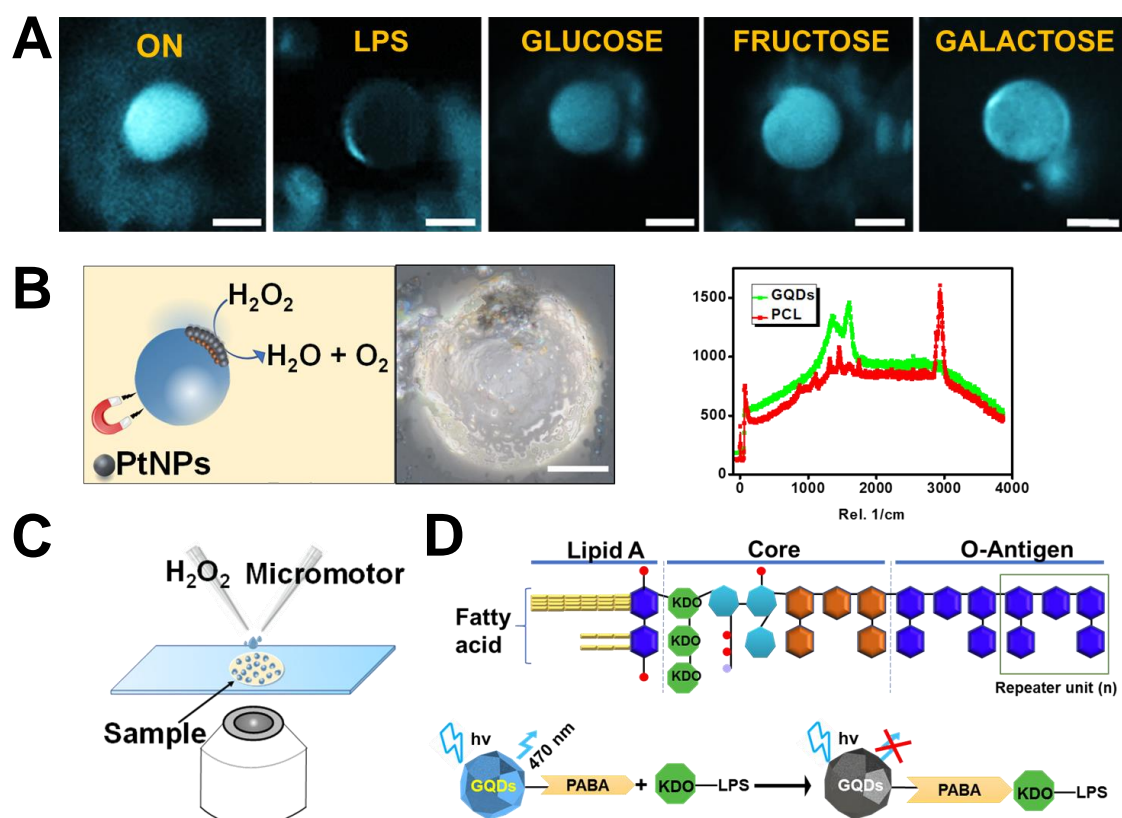 A
ON
LPS
GLUCOSE
FRUCTOSE
GALACTOSE
B
H₂O₂
H₂O + O₂
PtNPs
GQDs
PCL
1500
1000
500
0
0 1000 2000 3000 4000
Rel. 1/cm
C
H₂O₂ Micromotor
Sample
D
Lipid A Core O-Antigen
Fatty
acid
KDO
KDO
KDO
Repeater unit (n)
hv
470 nm
GQDs
PABA
+
KDO
LPS
hv
GQDs
PABA
KDO
LPS